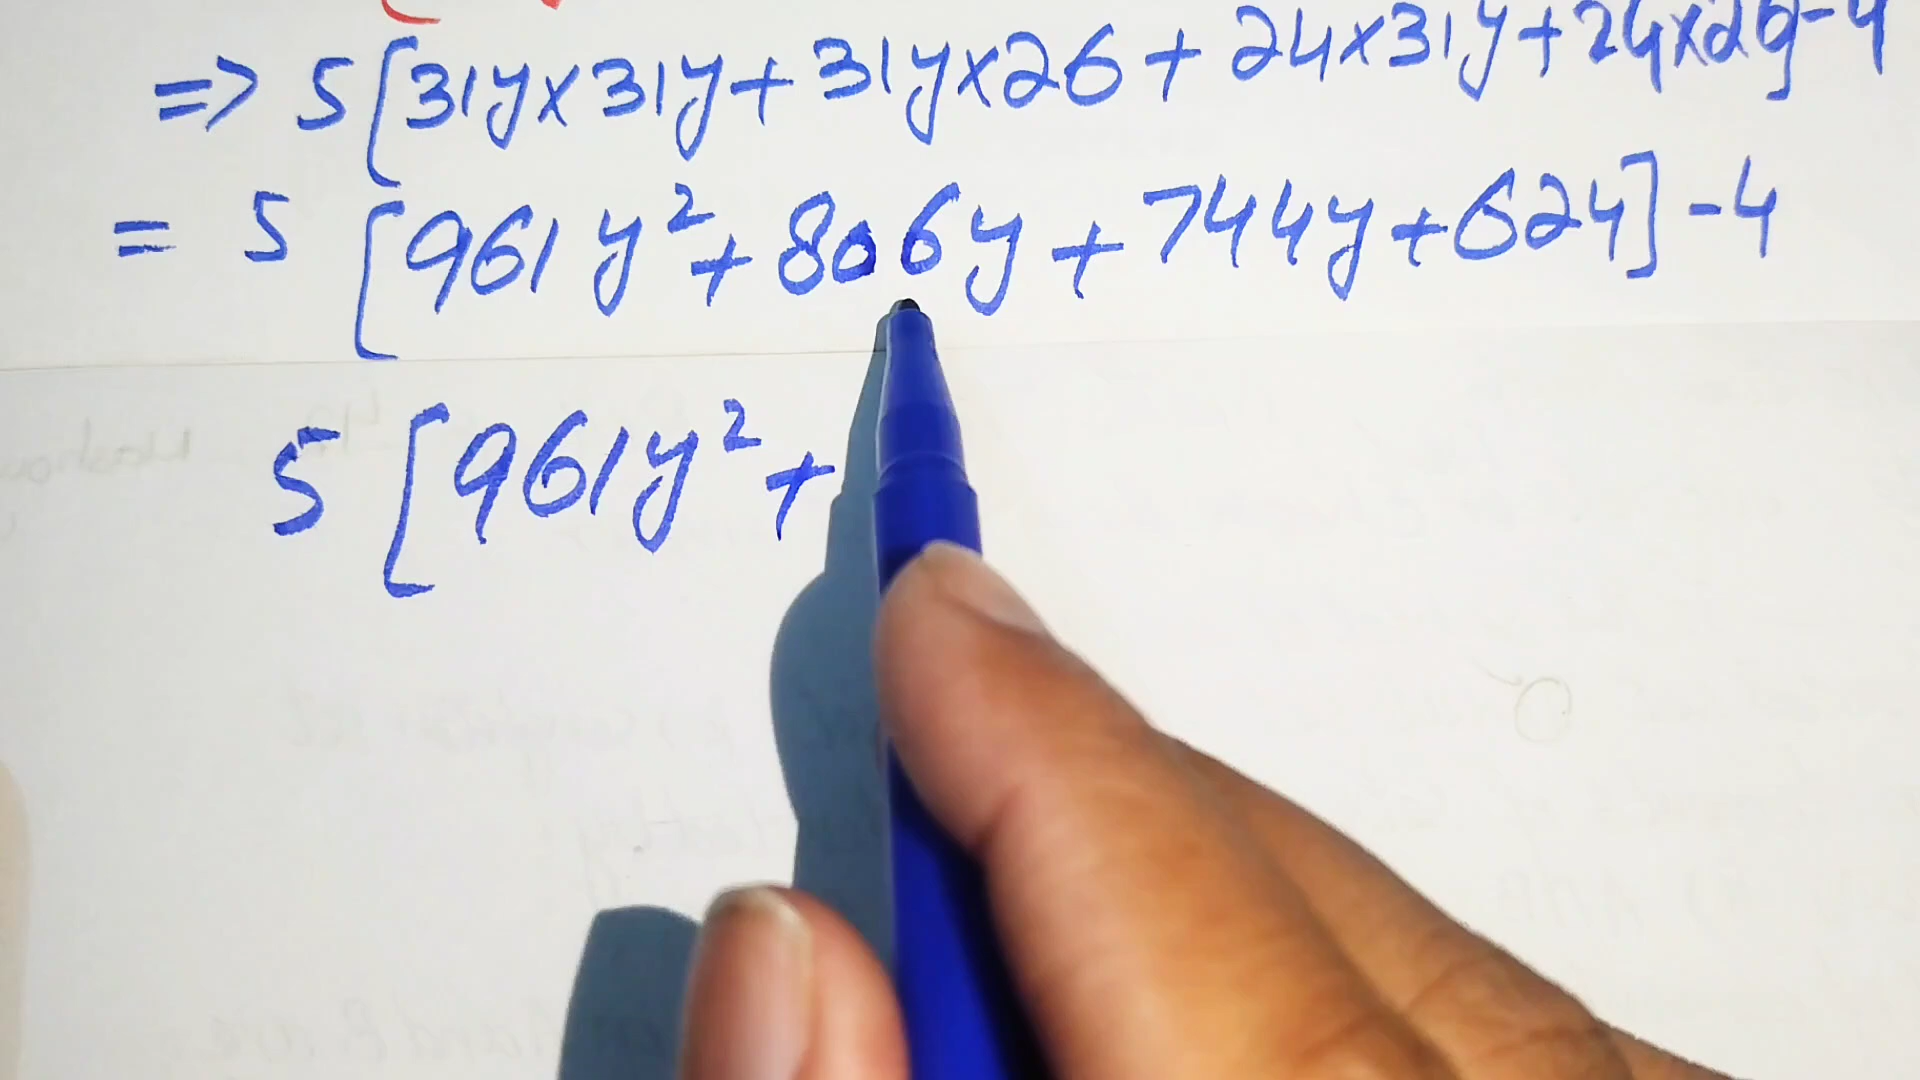 => 5[31y×31y+31y×26+24×31y+24×26]-4
= 5 [961y²+806y+744y+624]-4
5 [961y²+